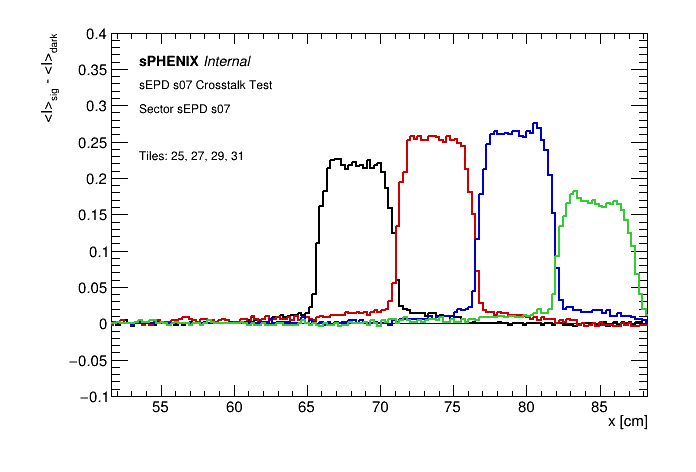 <I>sig - <I>dark
0.4
0.35
0.3
0.25
0.2
0.15
0.1
0.05
0
−0.05
−0.1
sPHENIX Internal
sEPD s07 Crosstalk Test
Sector sEPD s07
Tiles: 25, 27, 29, 31
55 60 65 70 75 80 85
x [cm]